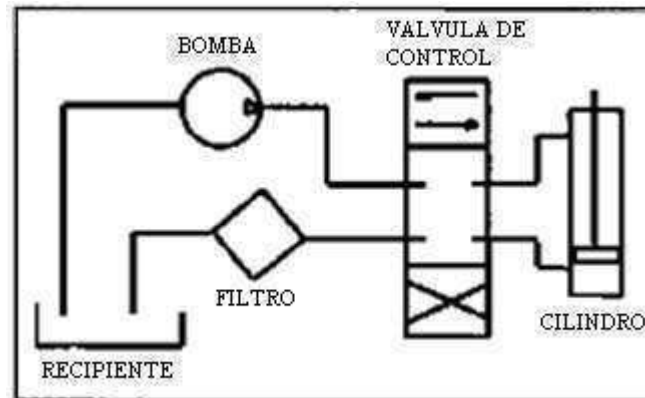 BOMBA
VALVULA DE
CONTROL
FILTRO
CILINDRO
RECIPIENTE